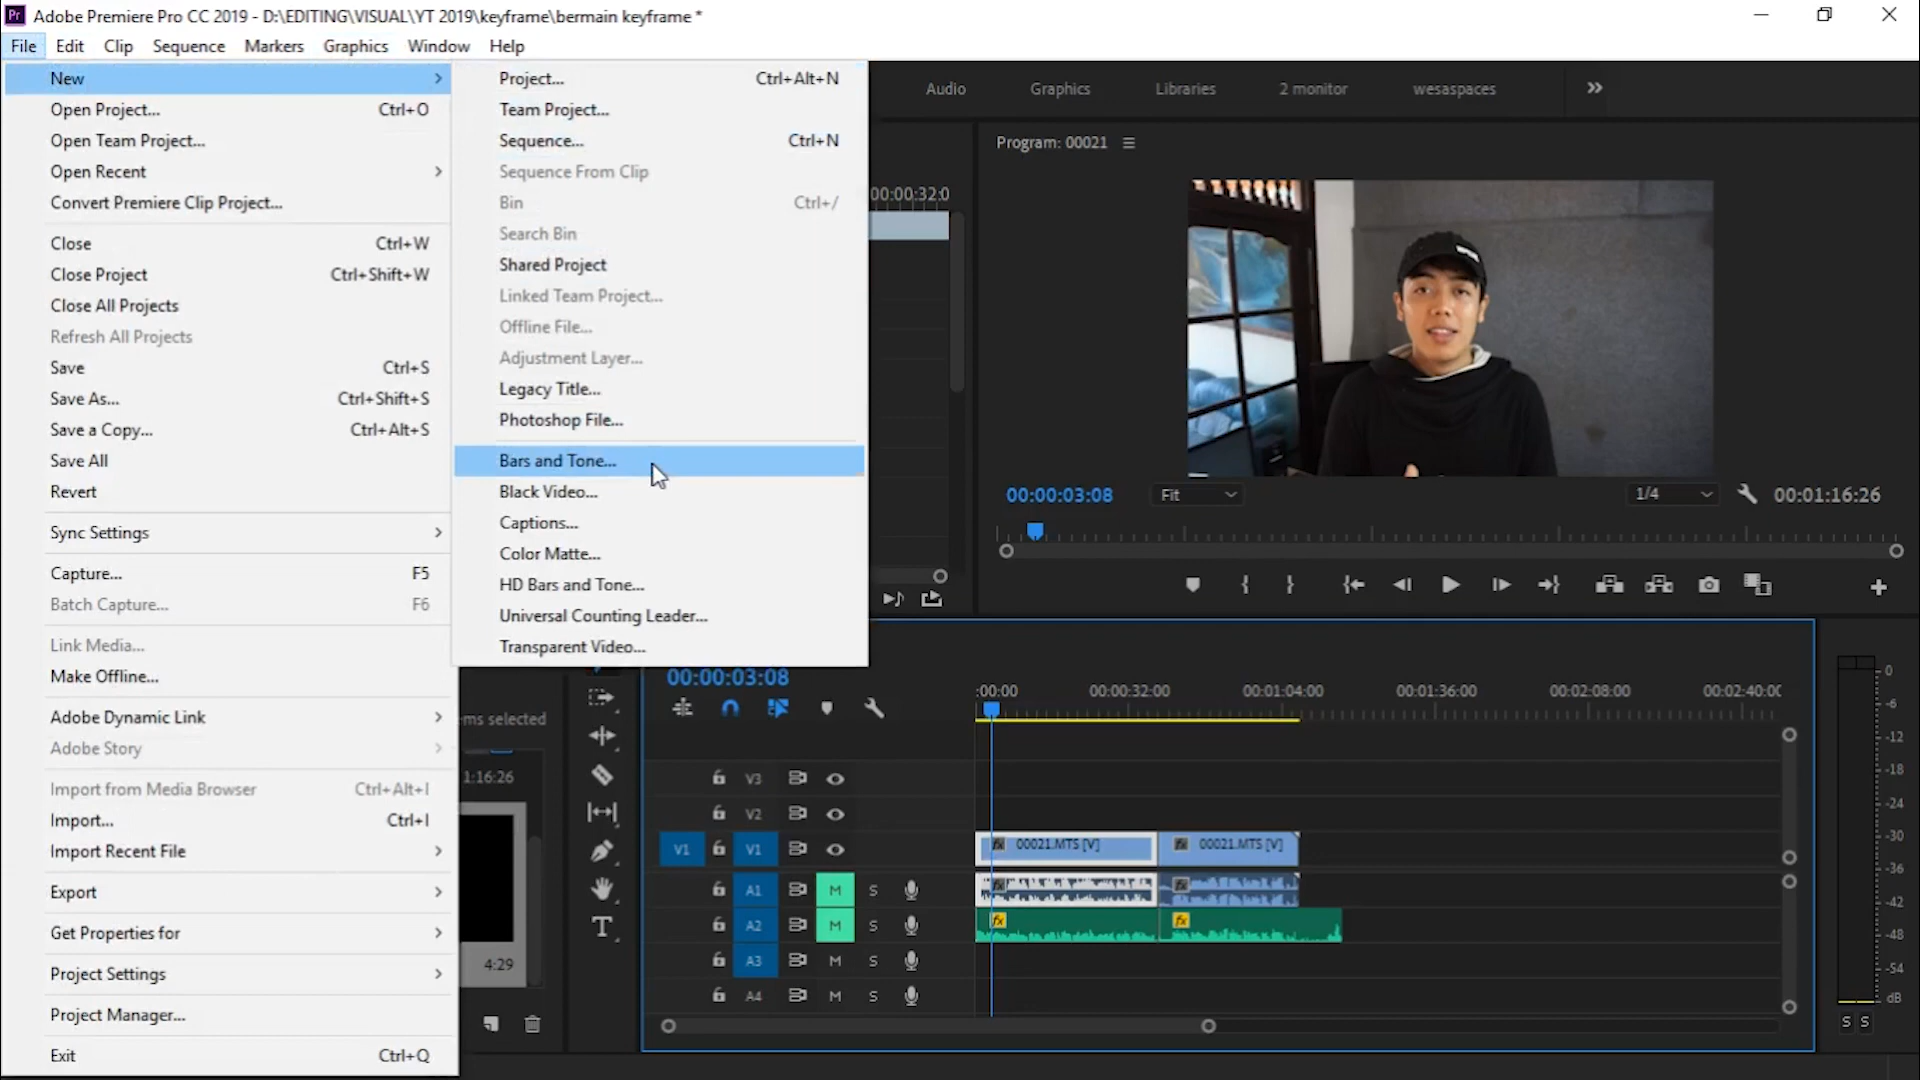 Adobe Premiere Pro CC 2019 - D:\EDITING\VISUAL\YT 2019\keyframe\bermain keyframe *
File Edit Clip Sequence Markers Graphics Window Help
New
Open Project... Ctrl+O
Open Team Project...
Open Recent
Convert Premiere Clip Project...
Close Ctrl+W
Close Project Ctrl+Shift+W
Close All Projects
Refresh All Projects
Save Ctrl+S
Save As... Ctrl+Shift+S
Save a Copy... Ctrl+Alt+S
Save All
Revert
Sync Settings
Capture... F5
Batch Capture... F6
Link Media...
Make Offline...
Adobe Dynamic Link
Adobe Story
Import from Media Browser Ctrl+Alt+I
Import... Ctrl+I
Import Recent File
Export
Get Properties for
Project Settings
Project Manager...
Exit Ctrl+Q
Project... Ctrl+Alt+N
Team Project...
Sequence... Ctrl+N
Sequence From Clip
Bin Ctrl+/
Search Bin
Shared Project
Linked Team Project...
Offline File...
Adjustment Layer...
Legacy Title...
Photoshop File...
Bars and Tone...
Black Video...
Captions...
Color Matte...
HD Bars and Tone...
Universal Counting Leader...
Transparent Video...
Audio Graphics Libraries 2 monitor wesaspaces
Program: 00021
00:00:32:0
00:00:03:08 Fit 1/4 00:01:16:26
ms selected
1:16:26
4:29
00:00:03:08
:00:00 00:00:32:00 00:01:04:00 00:01:36:00 00:02:08:00 00:02:40:00
V3
V2
V1 V1 00021.MTS [V] 00021.MTS [V]
A1 M S
A2 M S fx fx
A3 M S
A4 M S
0
-6
-12
-18
-24
-30
-36
-42
-48
-54
dB
S S